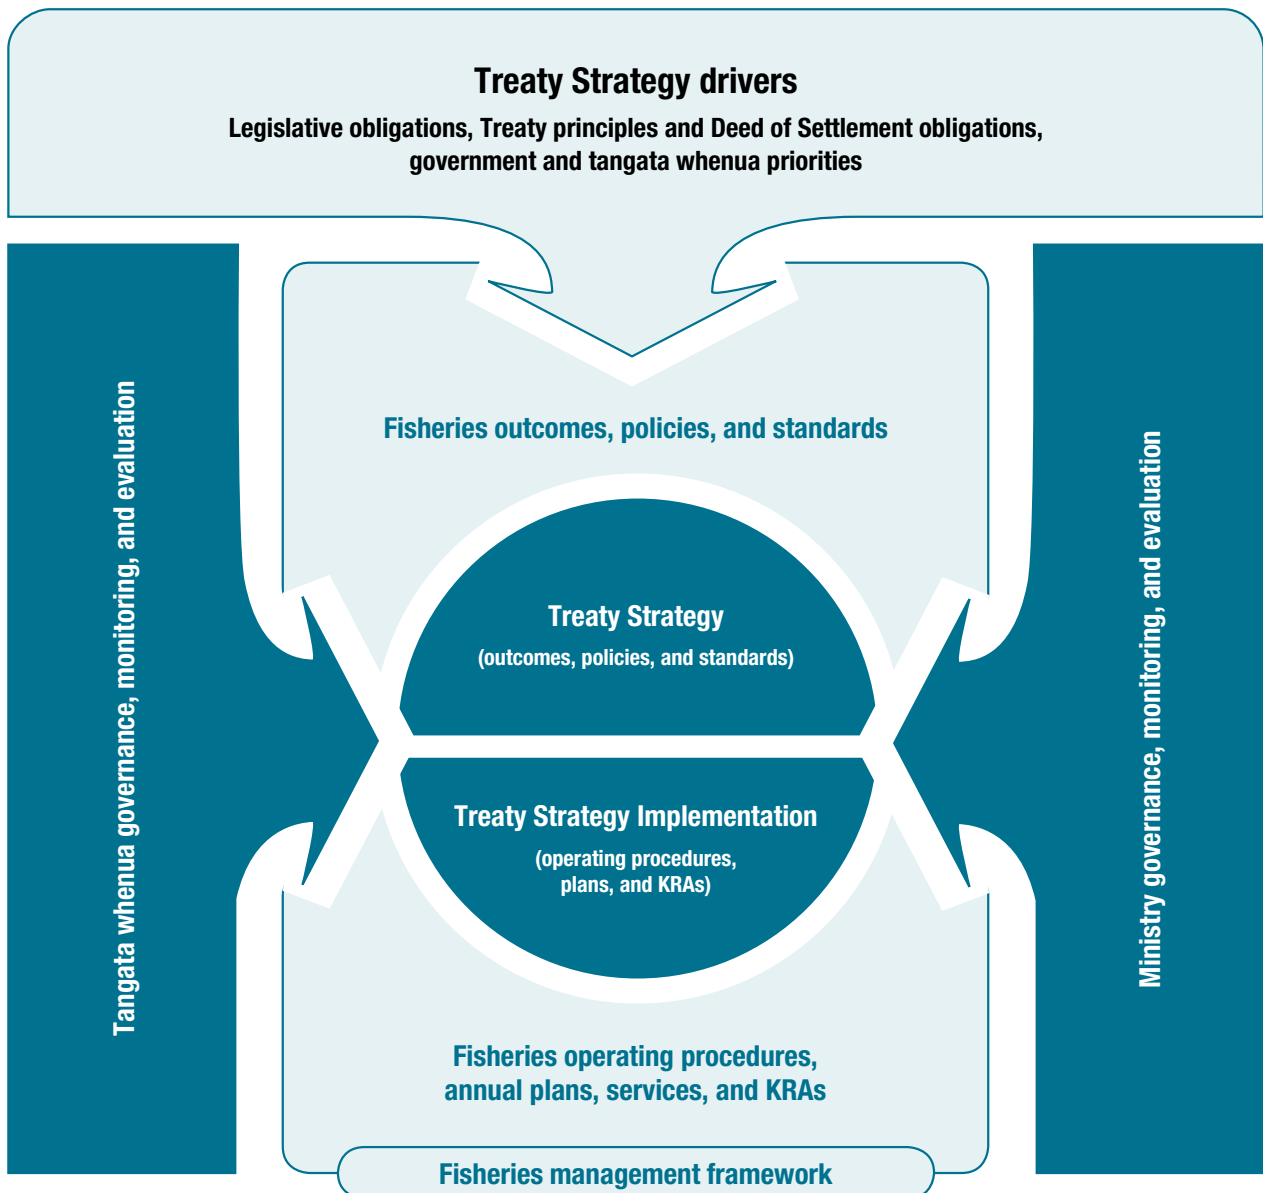 Treaty Strategy drivers
Legislative obligations, Treaty principles and Deed of Settlement obligations,
government and tangata whenua priorities
Tangata whenua governance, monitoring, and evaluation
Fisheries outcomes, policies, and standards
Treaty Strategy
(outcomes, policies, and standards)
Treaty Strategy Implementation
(operating procedures,
plans, and KRAs)
Fisheries operating procedures,
annual plans, services, and KRAs
Fisheries management framework
Ministry governance, monitoring, and evaluation